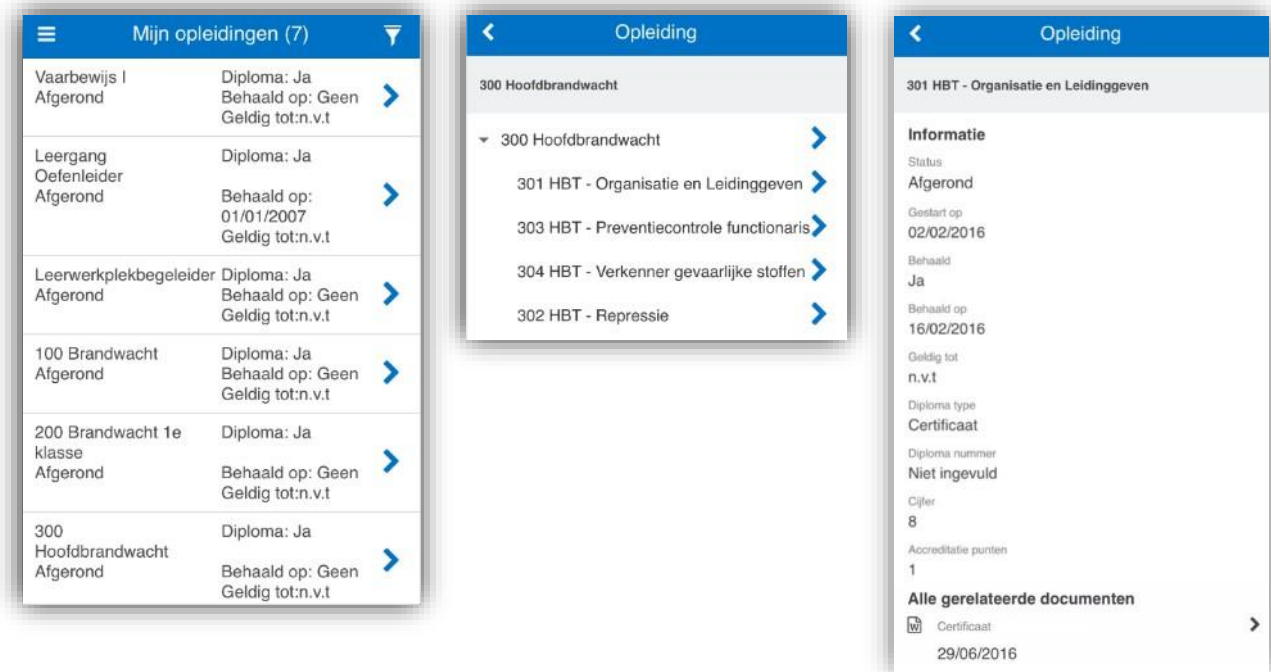 Mijn opleidingen (7)
Vaarbewijs I
Afgerond
Diploma: Ja
Behaald op: Geen
Geldig tot:n.v.t
Leergang
Oefenleider
Afgerond
Diploma: Ja
Behaald op:
01/01/2007
Geldig tot:n.v.t
Leerwerkplekbegeleider
Afgerond
Diploma: Ja
Behaald op: Geen
Geldig tot:n.v.t
100 Brandwacht
Afgerond
Diploma: Ja
Behaald op: Geen
Geldig tot:n.v.t
200 Brandwacht 1e
klasse
Afgerond
Diploma: Ja
Behaald op: Geen
Geldig tot:n.v.t
300
Hoofdbrandwacht
Afgerond
Diploma: Ja
Behaald op: Geen
Geldig tot:n.v.t
Opleiding
300 Hoofdbrandwacht
300 Hoofdbrandwacht
301 HBT - Organisatie en Leidinggeven
303 HBT - Preventiecontrole functionaris
304 HBT - Verkenner gevaarlijke stoffen
302 HBT - Repressie
Opleiding
301 HBT - Organisatie en Leidinggeven
Informatie
Status
Afgerond
Gestart op
02/02/2016
Behaald
Ja
Behaald op
16/02/2016
Geldig tot
n.v.t
Diploma type
Certificaat
Diploma nummer
Niet ingevuld
Cijfer
8
Accreditatie punten
1
Alle gerelateerde documenten
Certificaat
29/06/2016